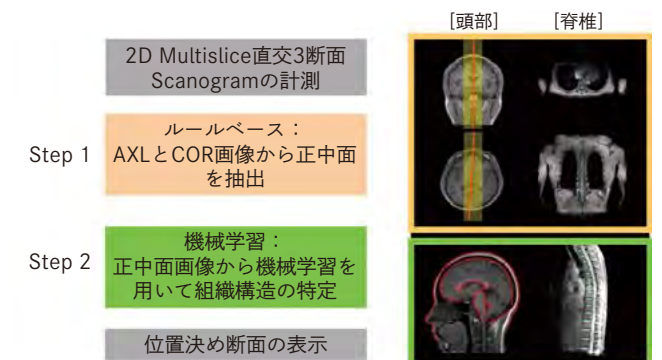 [頭部] [脊椎]
2D Multislice直交3断面
Scanogramの計測
Step 1
ルールベース：
AXLとCOR画像から正中面
を抽出
Step 2
機械学習：
正中面画像から機械学習を
用いて組織構造の特定
位置決め断面の表示